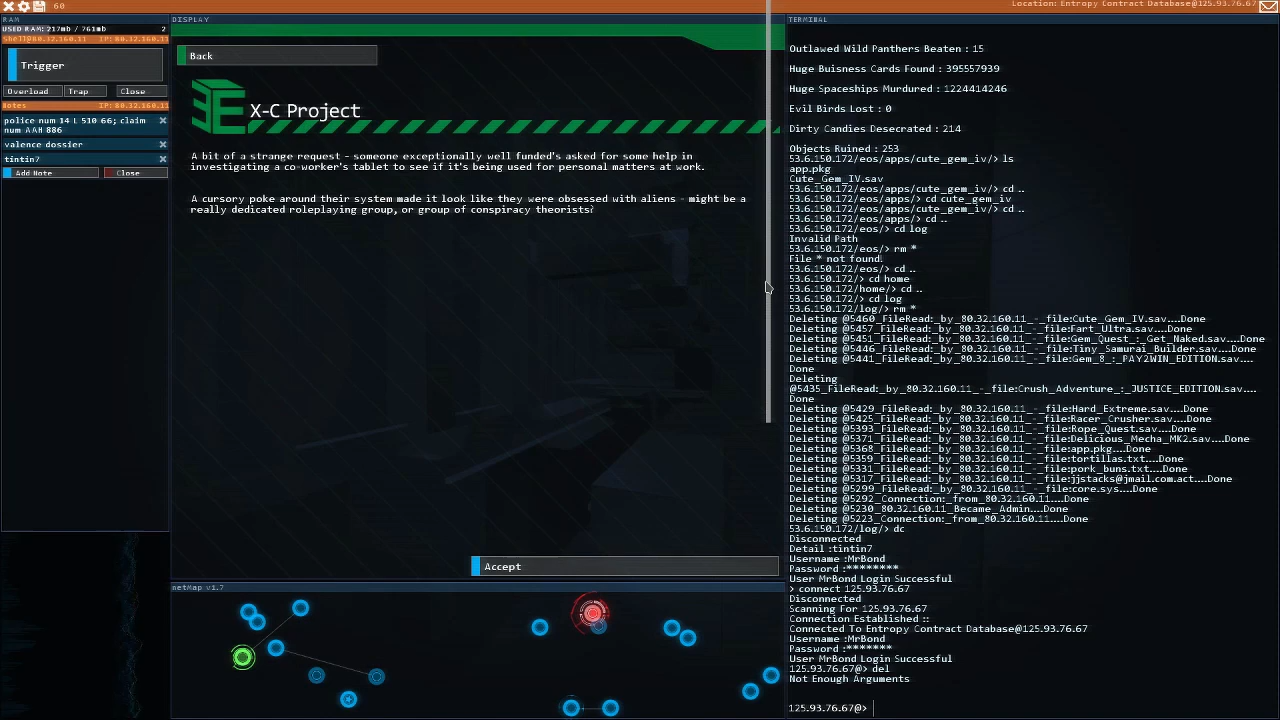 60
Location: Entropy Contract Database@125.93.76.67
RAM
USED RAM: 217mb / 761mb 2
shell@80.32.160.11 IP: 80.32.160.11
Trigger
Overload Trap Close
Notes IP: 80.32.160.11
police num 14 L 510 66; claim
num AAH 886
valence dossier
tintin7
Add Note Close
DISPLAY
Back
X-C Project
A bit of a strange request - someone exceptionally well funded's asked for some help in
investigating a co-worker's tablet to see if it's being used for personal matters at work.
A cursory poke around their system made it look like they were obsessed with aliens - might be a
really dedicated roleplaying group, or group of conspiracy theorists?
Accept
netMap v1.7
TERMINAL
Outlawed Wild Panthers Beaten : 15
Huge Buisness Cards Found : 395557939
Huge Spaceships Murdured : 1224414246
Evil Birds Lost : 0
Dirty Candies Desecrated : 214
Objects Ruined : 253
53.6.150.172/eos/apps/cute_gem_iv/> ls
app.pkg
Cute_Gem_IV.sav
53.6.150.172/eos/apps/cute_gem_iv/> cd ..
53.6.150.172/eos/apps/> cd cute_gem_iv
53.6.150.172/eos/apps/cute_gem_iv/> cd ..
53.6.150.172/eos/apps/> cd ..
53.6.150.172/eos/> cd log
Invalid Path
53.6.150.172/eos/> rm *
File * not found!
53.6.150.172/eos/> cd ..
53.6.150.172/> cd home
53.6.150.172/home/> cd ..
53.6.150.172/> cd log
53.6.150.172/log/> rm *
Deleting @5460_FileRead:_by_80.32.160.11_-_file:Cute_Gem_IV.sav....Done
Deleting @5457_FileRead:_by_80.32.160.11_-_file:Fart_Ultra.sav....Done
Deleting @5451_FileRead:_by_80.32.160.11_-_file:Gem_Quest_:_Get_Naked.sav....Done
Deleting @5446_FileRead:_by_80.32.160.11_-_file:Tiny_Samurai_Builder.sav....Done
Deleting @5441_FileRead:_by_80.32.160.11_-_file:Gem_8_:_PAY2WIN_EDITION.sav....
Done
Deleting
@5435_FileRead:_by_80.32.160.11_-_file:Crush_Adventure_:_JUSTICE_EDITION.sav....
Done
Deleting @5429_FileRead:_by_80.32.160.11_-_file:Hard_Extreme.sav....Done
Deleting @5425_FileRead:_by_80.32.160.11_-_file:Racer_Crusher.sav....Done
Deleting @5393_FileRead:_by_80.32.160.11_-_file:Rope_Quest.sav....Done
Deleting @5371_FileRead:_by_80.32.160.11_-_file:Delicious_Mecha_MK2.sav....Done
Deleting @5368_FileRead:_by_80.32.160.11_-_file:app.pkg....Done
Deleting @5359_FileRead:_by_80.32.160.11_-_file:tortillas.txt....Done
Deleting @5331_FileRead:_by_80.32.160.11_-_file:pork_buns.txt....Done
Deleting @5317_FileRead:_by_80.32.160.11_-_file:jjstacks@jmail.com.act....Done
Deleting @5299_FileRead:_by_80.32.160.11_-_file:core.sys....Done
Deleting @5292_Connection:_from_80.32.160.11....Done
Deleting @5230_80.32.160.11_Became_Admin....Done
Deleting @5223_Connection:_from_80.32.160.11....Done
53.6.150.172/log/> dc
Disconnected
Detail :tintin7
Username :MrBond
Password :********
User MrBond Login Successful
> connect 125.93.76.67
Disconnected
Scanning For 125.93.76.67
Connection Established ::
Connected To Entropy Contract Database@125.93.76.67
Username :MrBond
Password :*******
User MrBond Login Successful
125.93.76.67@> del
Not Enough Arguments
125.93.76.67@>